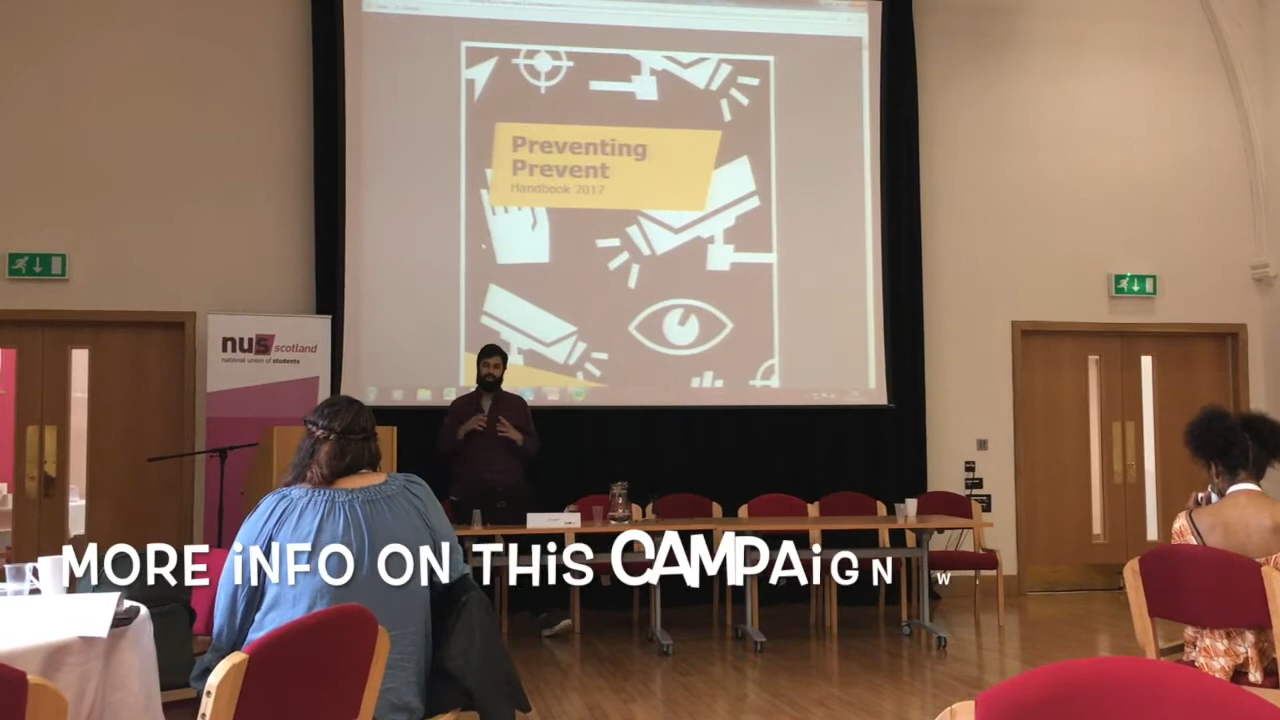 Preventing
Prevent
Handbook 2017
nus scotland
national union of students
MORE iNFO ON THiS CAMPAiGN W